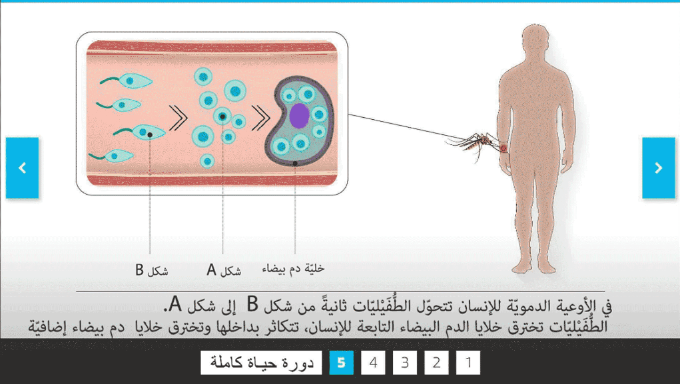 خليّة دم بيضاء
شكل A
شكل B
في الأوعية الدمويّة للإنسان تتحوّل الطُّفَيْليّات ثانيةً من شكل B إلى شكل A.
الطُّفَيْليّات تخترق خلايا الدم البيضاء التابعة للإنسان، تتكاثر بداخلها وتخترق خلايا دم بيضاء إضافيّة
1 2 3 4 5 دورة حياة كاملة